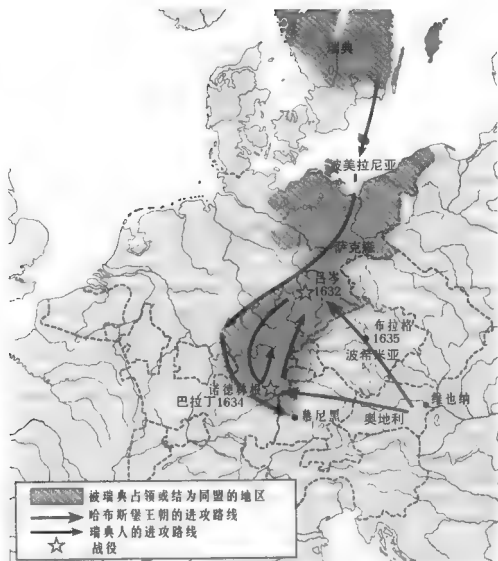 瑞典
波美拉尼亚
萨克森
吕岑
1632
布拉格
1635
波希米亚
诺德林根
巴拉丁 1634
慕尼黑
奥地利
维也纳
被瑞典占领或结为同盟的地区
哈布斯堡王朝的进攻路线
瑞典人的进攻路线
战役